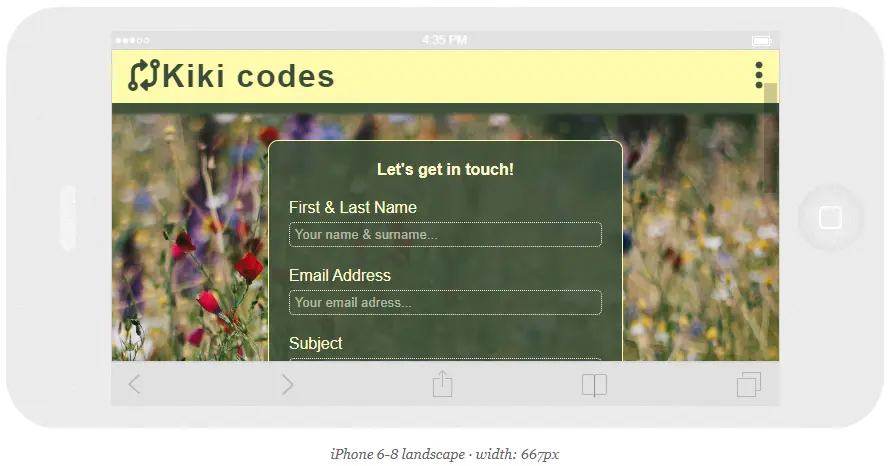 4:35 PM
Kiki codes
Let's get in touch!
First & Last Name
Your name & surname...
Email Address
Your email adress...
Subject
iPhone 6-8 landscape · width: 667px